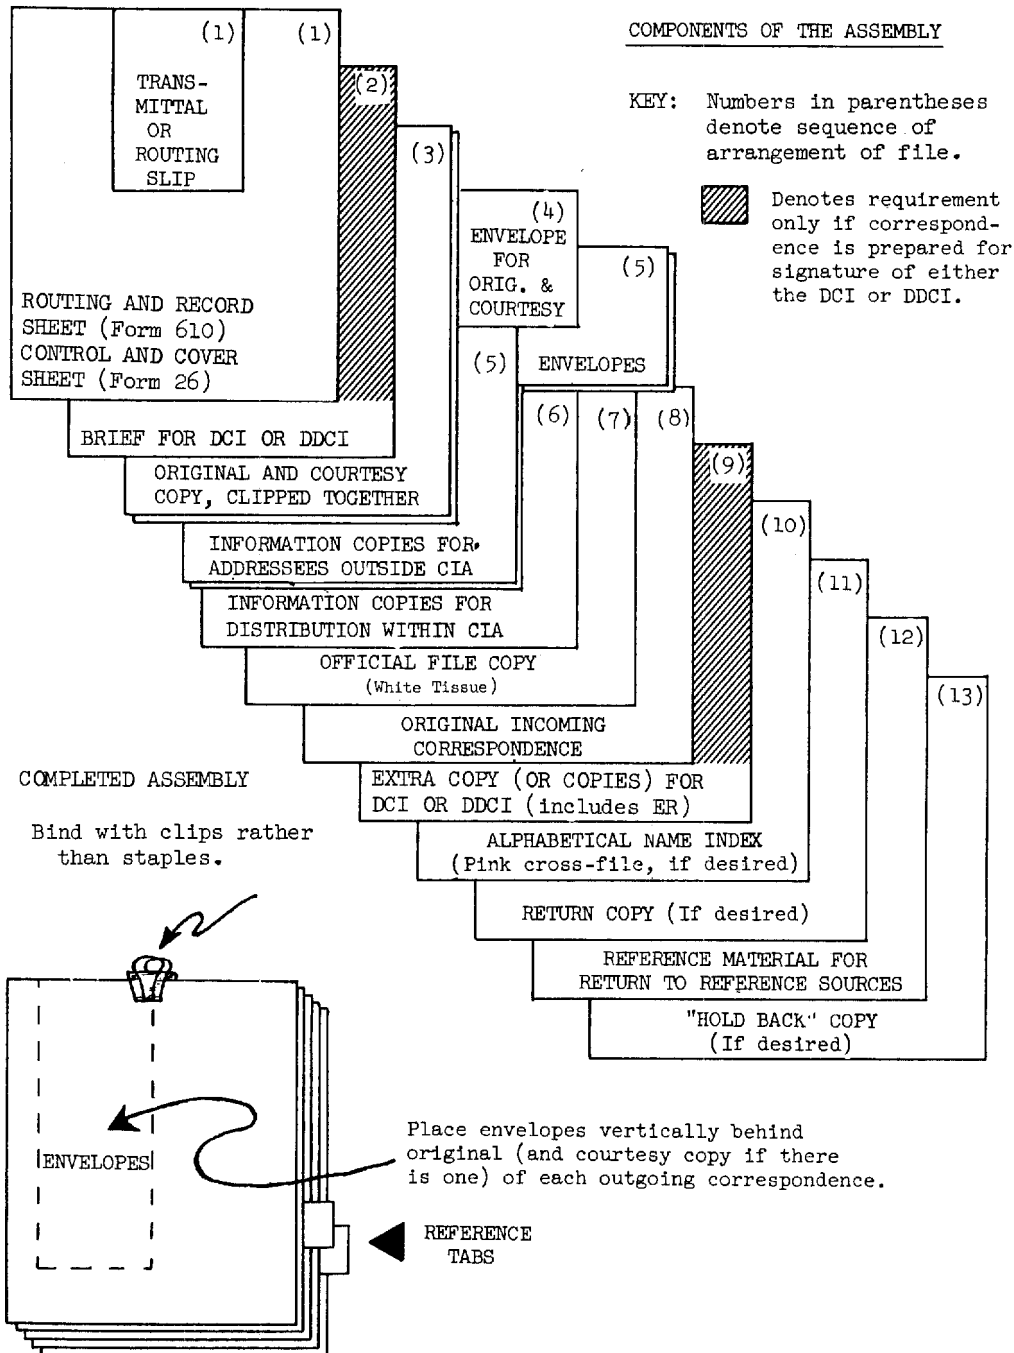 COMPONENTS OF THE ASSEMBLY
KEY: Numbers in parentheses
denote sequence of
arrangement of file.
Denotes requirement
only if correspond-
ence is prepared for
signature of either
the DCI or DDCI.
(1) (1)
TRANS-
MITTAL
OR
ROUTING
SLIP
ROUTING AND RECORD
SHEET (Form 610)
CONTROL AND COVER
SHEET (Form 26)
(2)
BRIEF FOR DCI OR DDCI
(3)
ORIGINAL AND COURTESY
COPY, CLIPPED TOGETHER
(4)
ENVELOPE
FOR
ORIG. &
COURTESY
(5)
ENVELOPES
(5)
INFORMATION COPIES FOR
ADDRESSEES OUTSIDE CIA
(6)
INFORMATION COPIES FOR
DISTRIBUTION WITHIN CIA
(7)
OFFICIAL FILE COPY
(White Tissue)
(8)
ORIGINAL INCOMING
CORRESPONDENCE
(9)
EXTRA COPY (OR COPIES) FOR
DCI OR DDCI (includes ER)
(10)
ALPHABETICAL NAME INDEX
(Pink cross-file, if desired)
(11)
RETURN COPY (If desired)
(12)
REFERENCE MATERIAL FOR
RETURN TO REFERENCE SOURCES
(13)
"HOLD BACK" COPY
(If desired)
COMPLETED ASSEMBLY
Bind with clips rather
than staples.
ENVELOPES
Place envelopes vertically behind
original (and courtesy copy if there
is one) of each outgoing correspondence.
REFERENCE
TABS